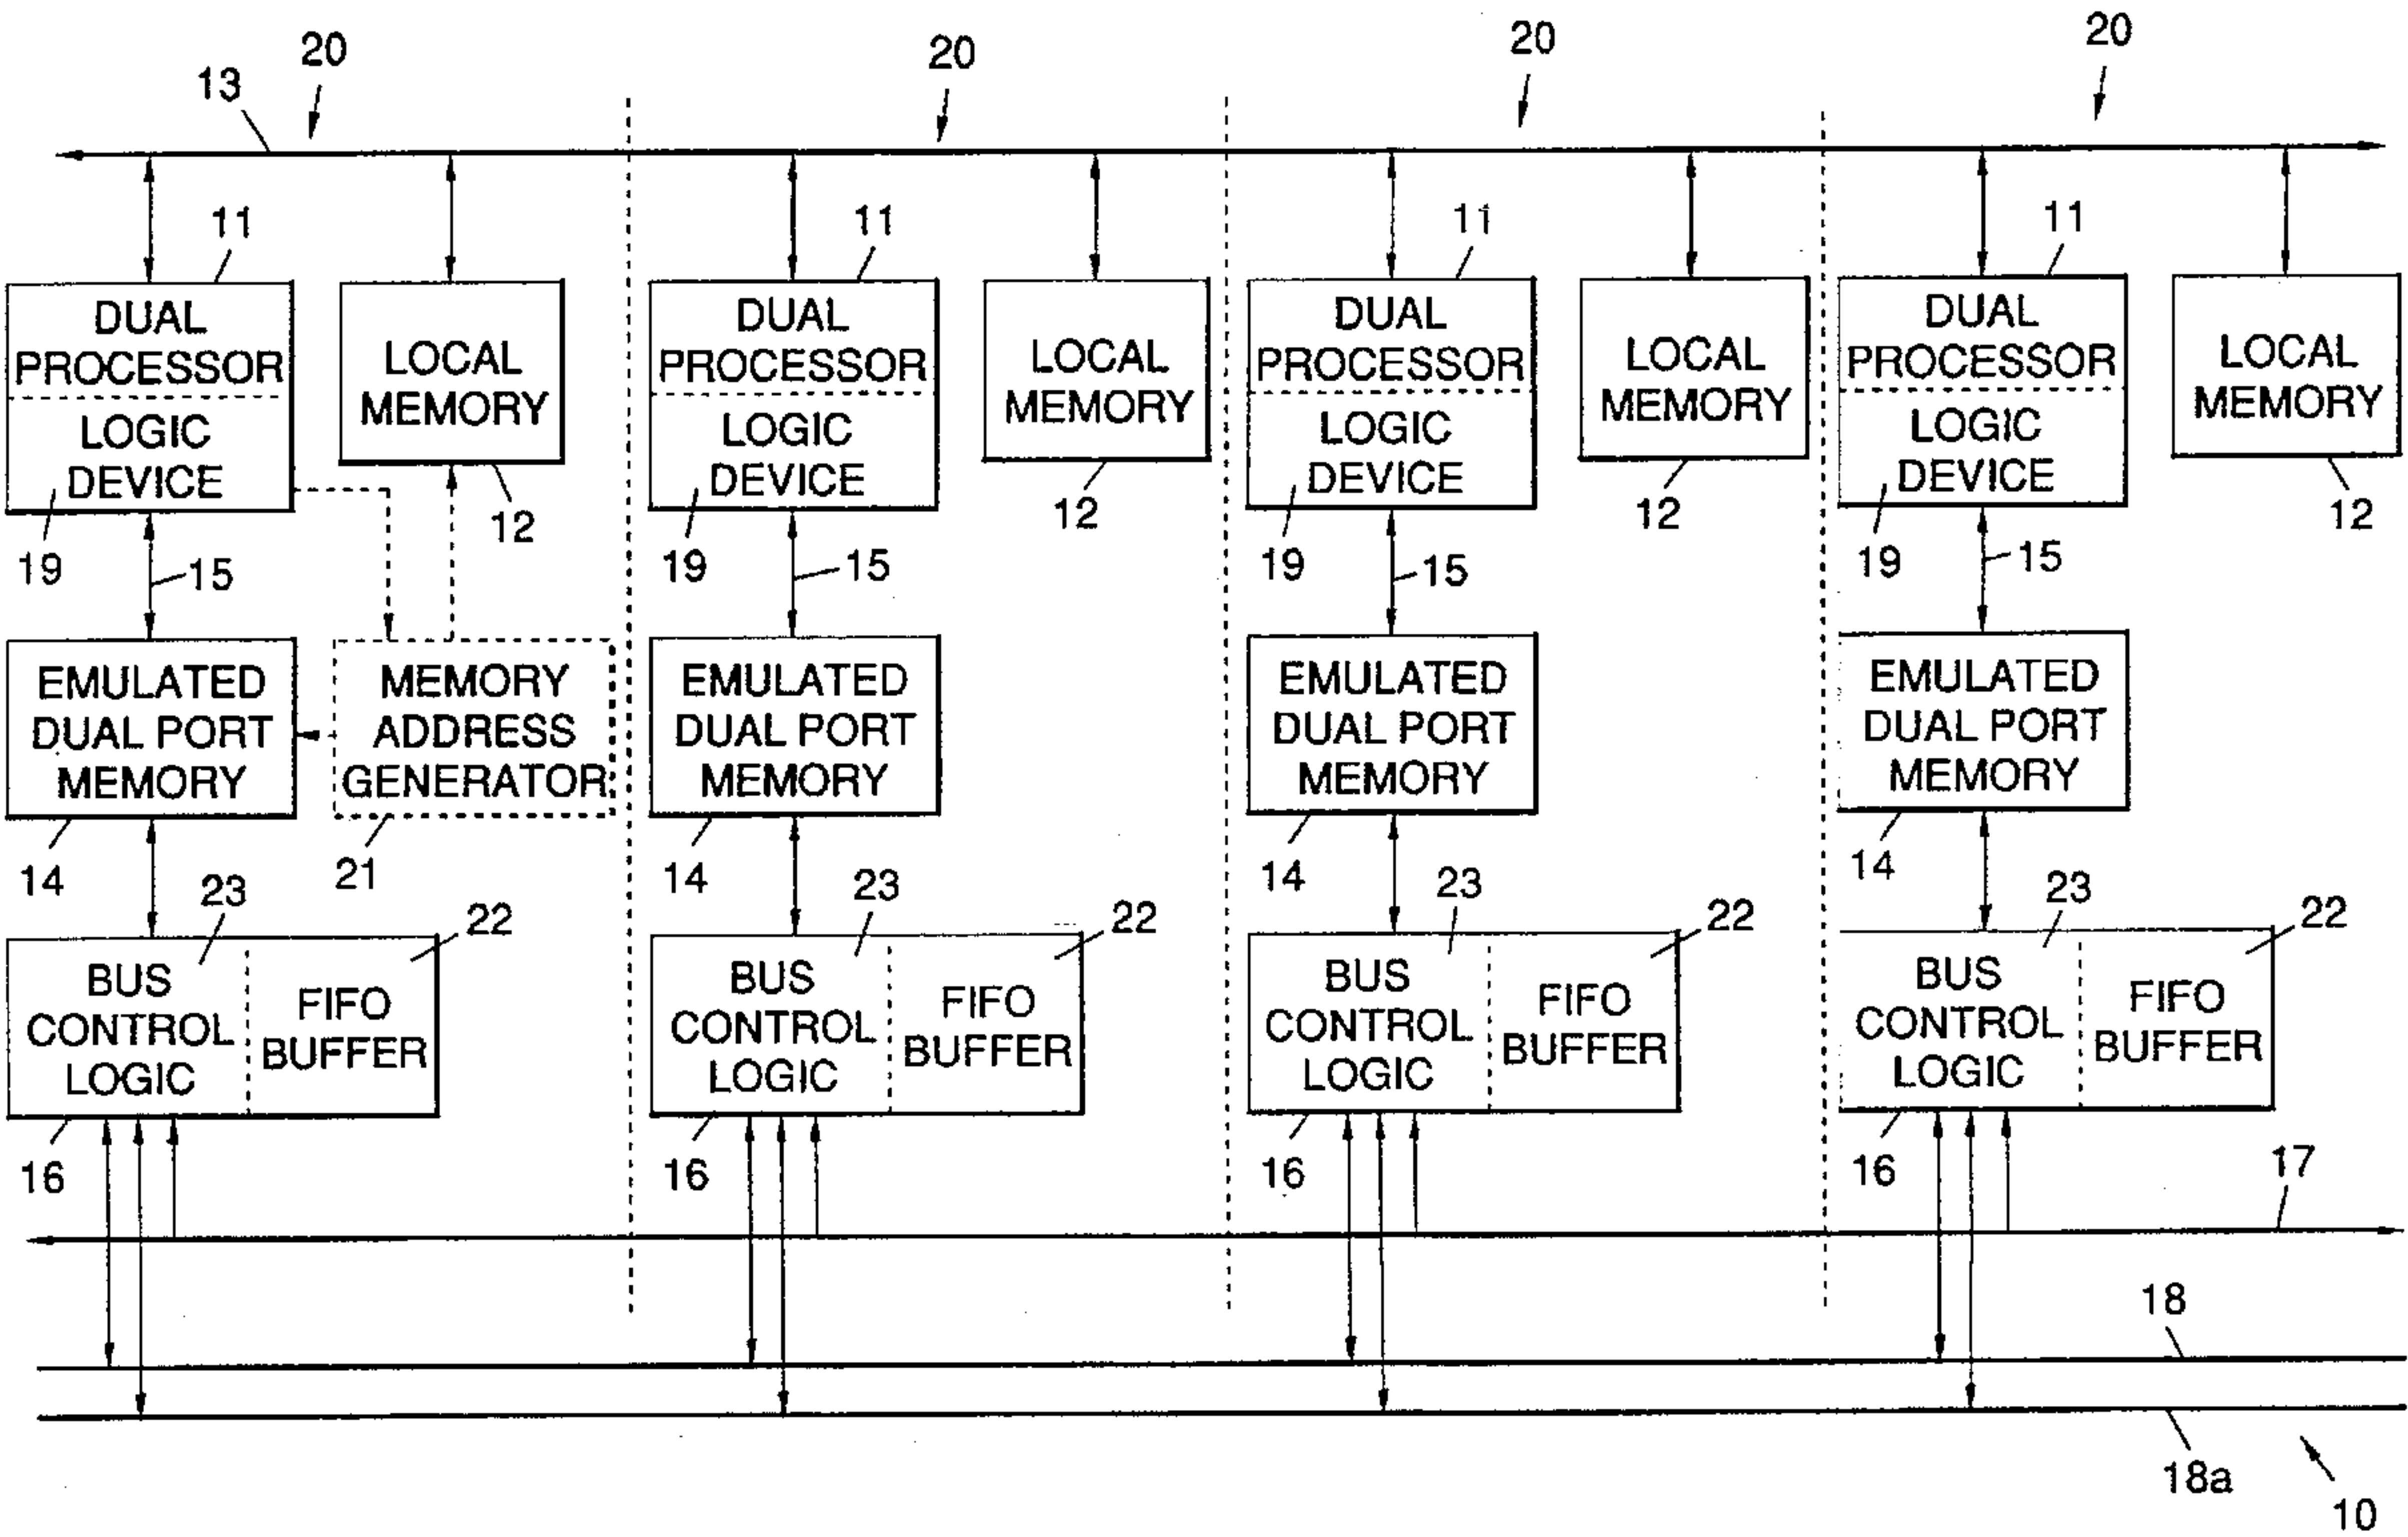 20 20 20 20
13
11 11 11 11
DUAL PROCESSOR LOCAL MEMORY DUAL PROCESSOR LOCAL MEMORY DUAL PROCESSOR LOCAL MEMORY DUAL PROCESSOR LOCAL MEMORY
LOGIC DEVICE LOGIC DEVICE LOGIC DEVICE LOGIC DEVICE
12 12 12 12
19 15 19 15 19 15 19 15
EMULATED DUAL PORT MEMORY MEMORY ADDRESS GENERATOR EMULATED DUAL PORT MEMORY EMULATED DUAL PORT MEMORY EMULATED DUAL PORT MEMORY
14 21 14 14 14
23 22 23 22 23 22 23 22
BUS CONTROL LOGIC FIFO BUFFER BUS CONTROL LOGIC FIFO BUFFER BUS CONTROL LOGIC FIFO BUFFER BUS CONTROL LOGIC FIFO BUFFER
16 16 16 16
17
18
18a
10